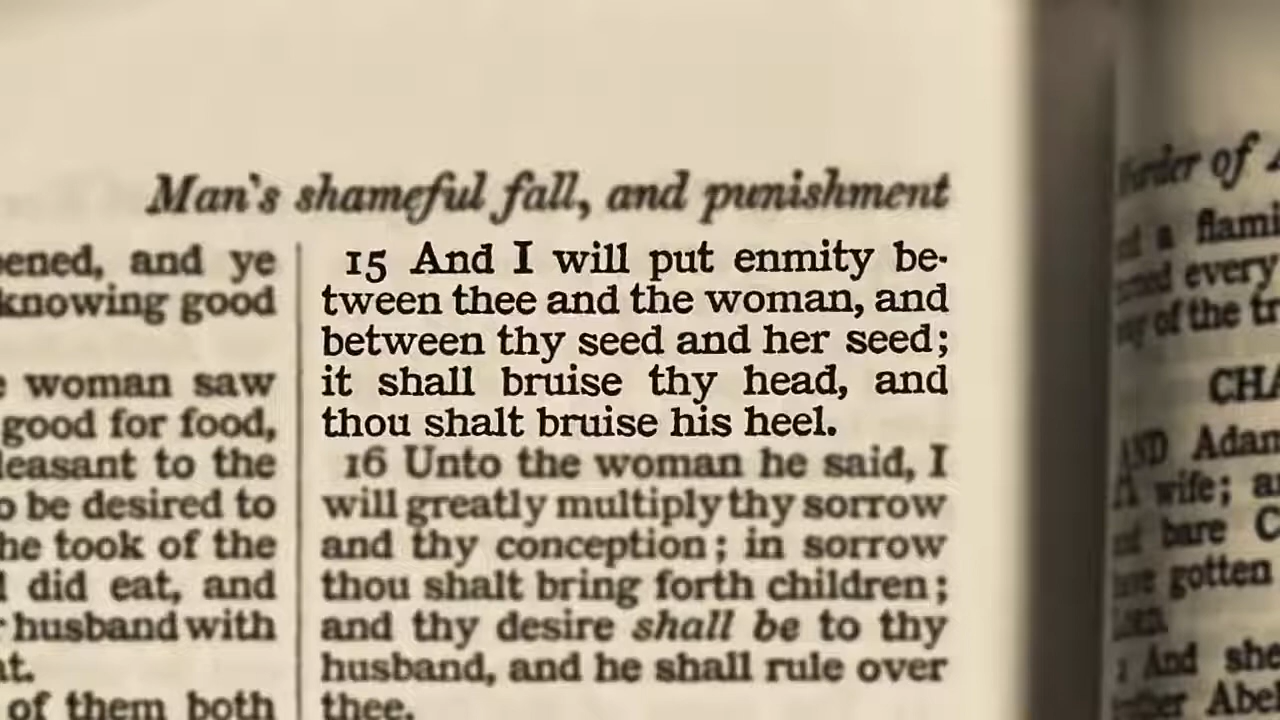 Man's shameful fall, and punishment
ened, and ye
knowing good
woman saw
good for food,
leasant to the
be desired to
he took of the
did eat, and
husband with
of them both
15 And I will put enmity be-
tween thee and the woman, and
between thy seed and her seed;
it shall bruise thy head, and
thou shalt bruise his heel.
16 Unto the woman he said, I
will greatly multiply thy sorrow
and thy conception; in sorrow
thou shalt bring forth children;
and thy desire shall be to thy
husband, and he shall rule over
thee.
of
a flami
every
of the tr
CHA
AND Adam
wife; a
bare C
gotten
And she
Abel